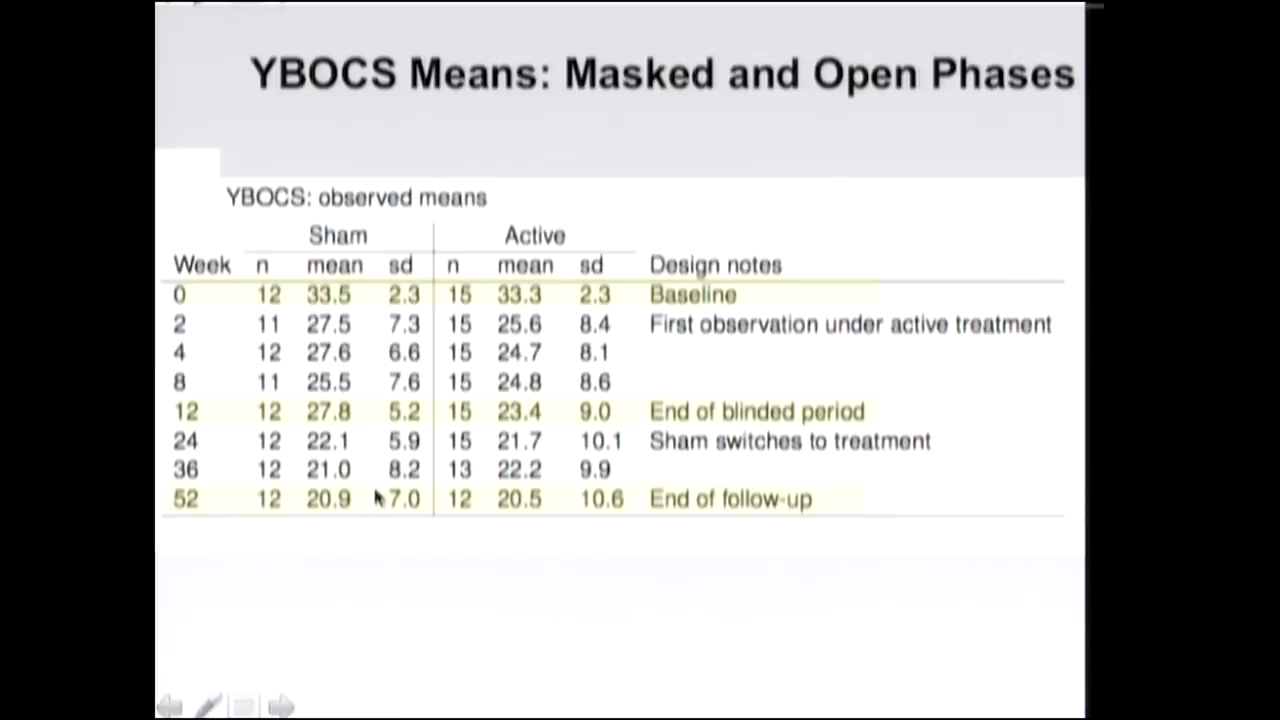 YBOCS Means: Masked and Open Phases
YBOCS: observed means
Sham Active
Week n mean sd n mean sd Design notes
0 12 33.5 2.3 15 33.3 2.3 Baseline
2 11 27.5 7.3 15 25.6 8.4 First observation under active treatment
4 12 27.6 6.6 15 24.7 8.1
8 11 25.5 7.6 15 24.8 8.6
12 12 27.8 5.2 15 23.4 9.0 End of blinded period
24 12 22.1 5.9 15 21.7 10.1 Sham switches to treatment
36 12 21.0 8.2 13 22.2 9.9
52 12 20.9 7.0 12 20.5 10.6 End of follow-up